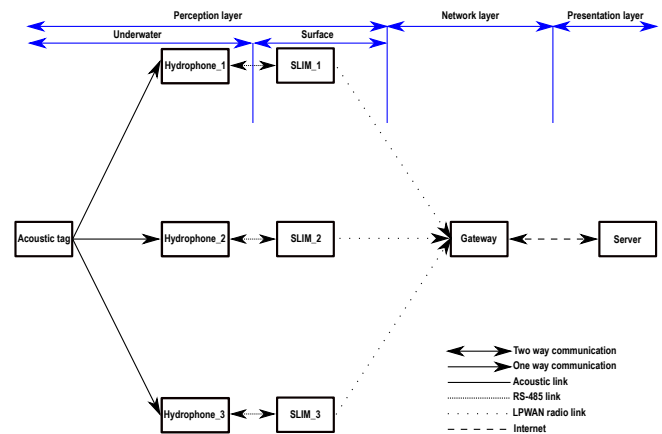 Perception layer
Network layer
Presentation layer
Underwater
Surface
Hydrophone_1
SLIM_1
Acoustic tag
Hydrophone_2
SLIM_2
Gateway
Server
Two way communication
One way communication
Acoustic link
RS-485 link
Hydrophone_3
SLIM_3
LPWAN radio link
Internet